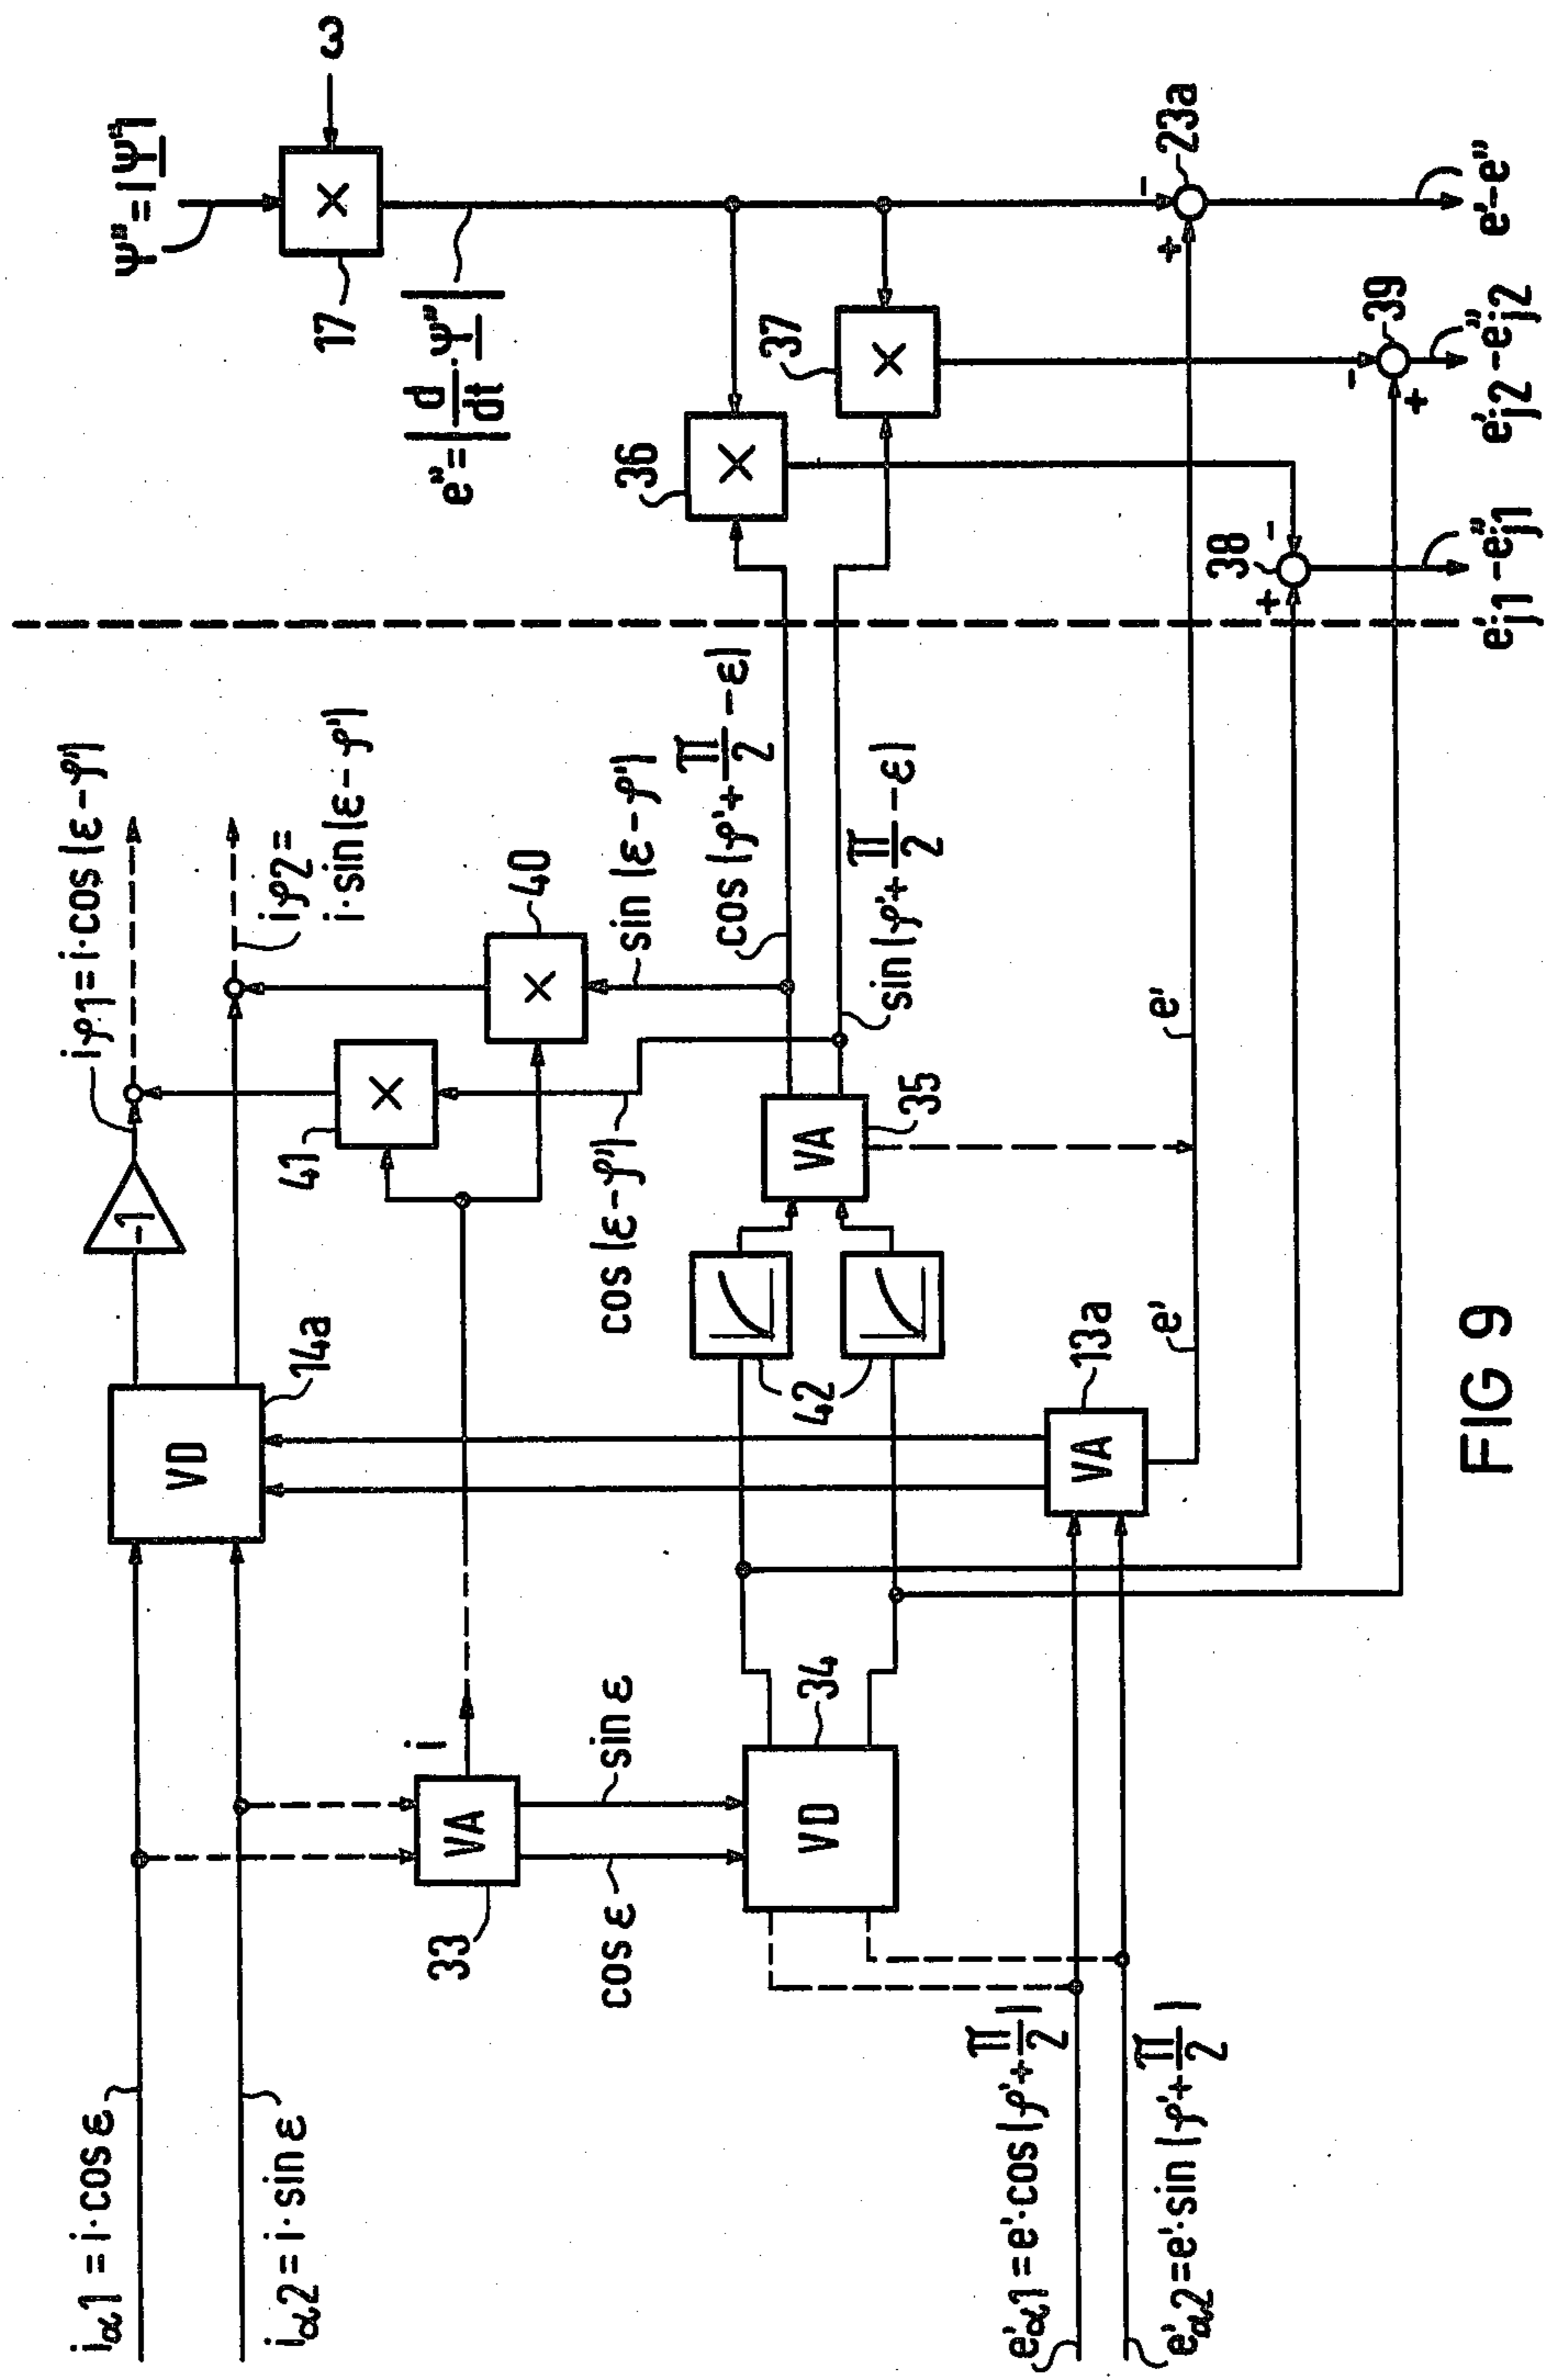 iα1 = i·cos ε
iα2 = i·sin ε
VD
14a
-1
iφ1 = i·cos (ε-φ')
iφ2 =
i·sin (ε-φ')
33
VA
i
cos ε
sin ε
41
×
40
×
cos (ε-φ')
sin (ε-φ')
VD
34
42
VA
35
cos (φ'+π/2-ε)
sin (φ'+π/2-ε)
e'α1 = e'·cos (φ'+π/2)
e'α2 = e'·sin (φ'+π/2)
VA
13a
e'
e'
ψ" = |ψ"|
ω
×
17
e" = |d/dt·ψ"|
36
×
37
×
38
+
-
39
+
-
23a
+
-
e'j1-e"j1
e'j2-e"j2
e'-e"
FIG 9